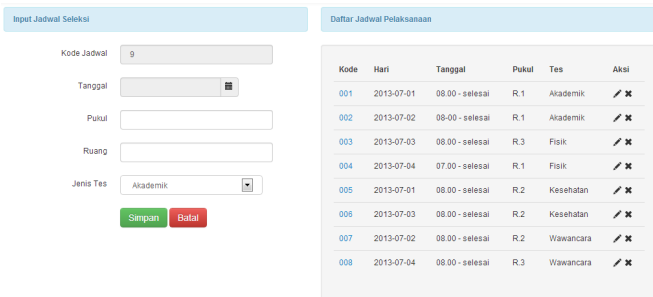 Input Jadwal Seleksi
Kode Jadwal 9
Tanggal
Pukul
Ruang
Jenis Tes Akademik
Simpan Batal
Daftar Jadwal Pelaksanaan
Kode Hari Tanggal Pukul Tes Aksi
001 2013-07-01 08.00 - selesai R.1 Akademik
002 2013-07-02 08-00 - selesai R.1 Akademik
003 2013-07-03 08.00 - selesai R.3 Fisik
004 2013-07-04 07.00 - selesai R.1 Fisik
005 2013-07-01 08.00 - selesai R.2 Kesehatan
006 2013-07-03 08.00 - selesai R.2 Kesehatan
007 2013-07-02 08.00 - selesai R.2 Wawancara
008 2013-07-04 08.00 - selesai R.3 Wawancara